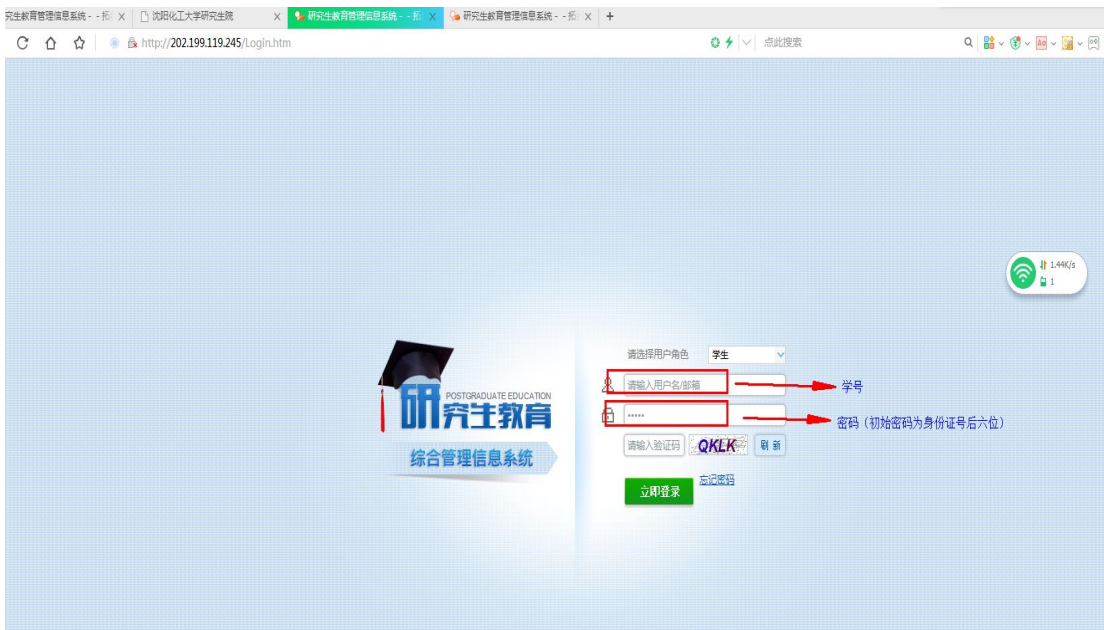 究生教育管理信息系统 - - 拓
沈阳化工大学研究生院
研究生教育管理信息系统 - - 拓
研究生教育管理信息系统 - - 拓
http://202.199.119.245/Login.htm
点此搜索
1.44K/s
1
请选择用户角色 学生
请输入用户名/邮箱
学号
POSTGRADUATE EDUCATION
研究生教育
•••••
密码（初始密码为身份证号后六位）
请输入验证码 QKLK 刷 新
综合管理信息系统
忘记密码
立即登录